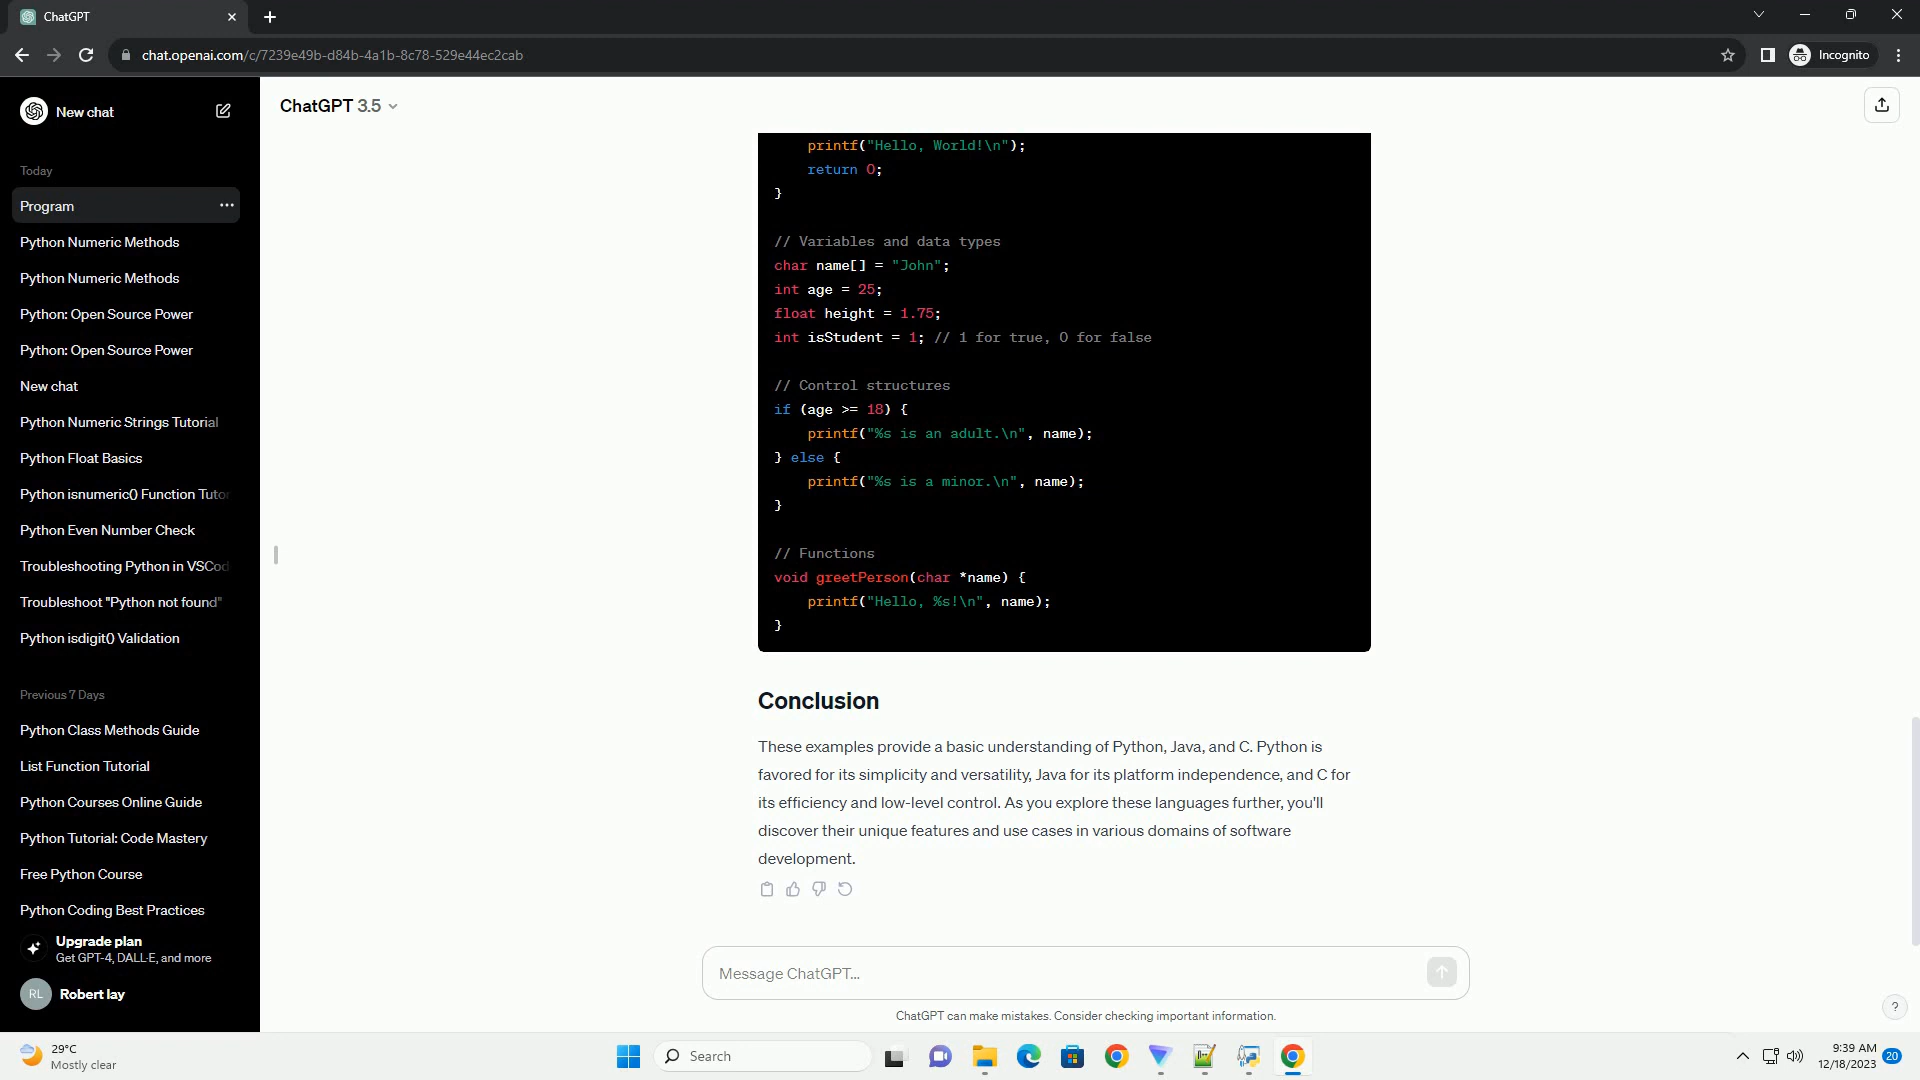 ChatGPT
chat.openai.com/c/7239e49b-d84b-4a1b-8c78-529e44ec2cab
Incognito
New chat
Today
Program
Python Numeric Methods
Python Numeric Methods
Python: Open Source Power
Python: Open Source Power
New chat
Python Numeric Strings Tutorial
Python Float Basics
Python isnumeric() Function Tutor
Python Even Number Check
Troubleshooting Python in VSCod
Troubleshoot "Python not found"
Python isdigit() Validation
Previous 7 Days
Python Class Methods Guide
List Function Tutorial
Python Courses Online Guide
Python Tutorial: Code Mastery
Free Python Course
Python Coding Best Practices
Upgrade plan
Get GPT-4, DALL·E, and more
RL
Robert lay
ChatGPT 3.5
printf("Hello, World!\n");
return 0;
}
// Variables and data types
char name[] = "John";
int age = 25;
float height = 1.75;
int isStudent = 1; // 1 for true, 0 for false
// Control structures
if (age >= 18) {
printf("%s is an adult.\n", name);
} else {
printf("%s is a minor.\n", name);
}
// Functions
void greetPerson(char *name) {
printf("Hello, %s!\n", name);
}
Conclusion
These examples provide a basic understanding of Python, Java, and C. Python is
favored for its simplicity and versatility, Java for its platform independence, and C for
its efficiency and low-level control. As you explore these languages further, you'll
discover their unique features and use cases in various domains of software
development.
Message ChatGPT...
ChatGPT can make mistakes. Consider checking important information.
?
29°C
Mostly clear
Search
9:39 AM
12/18/2023
20